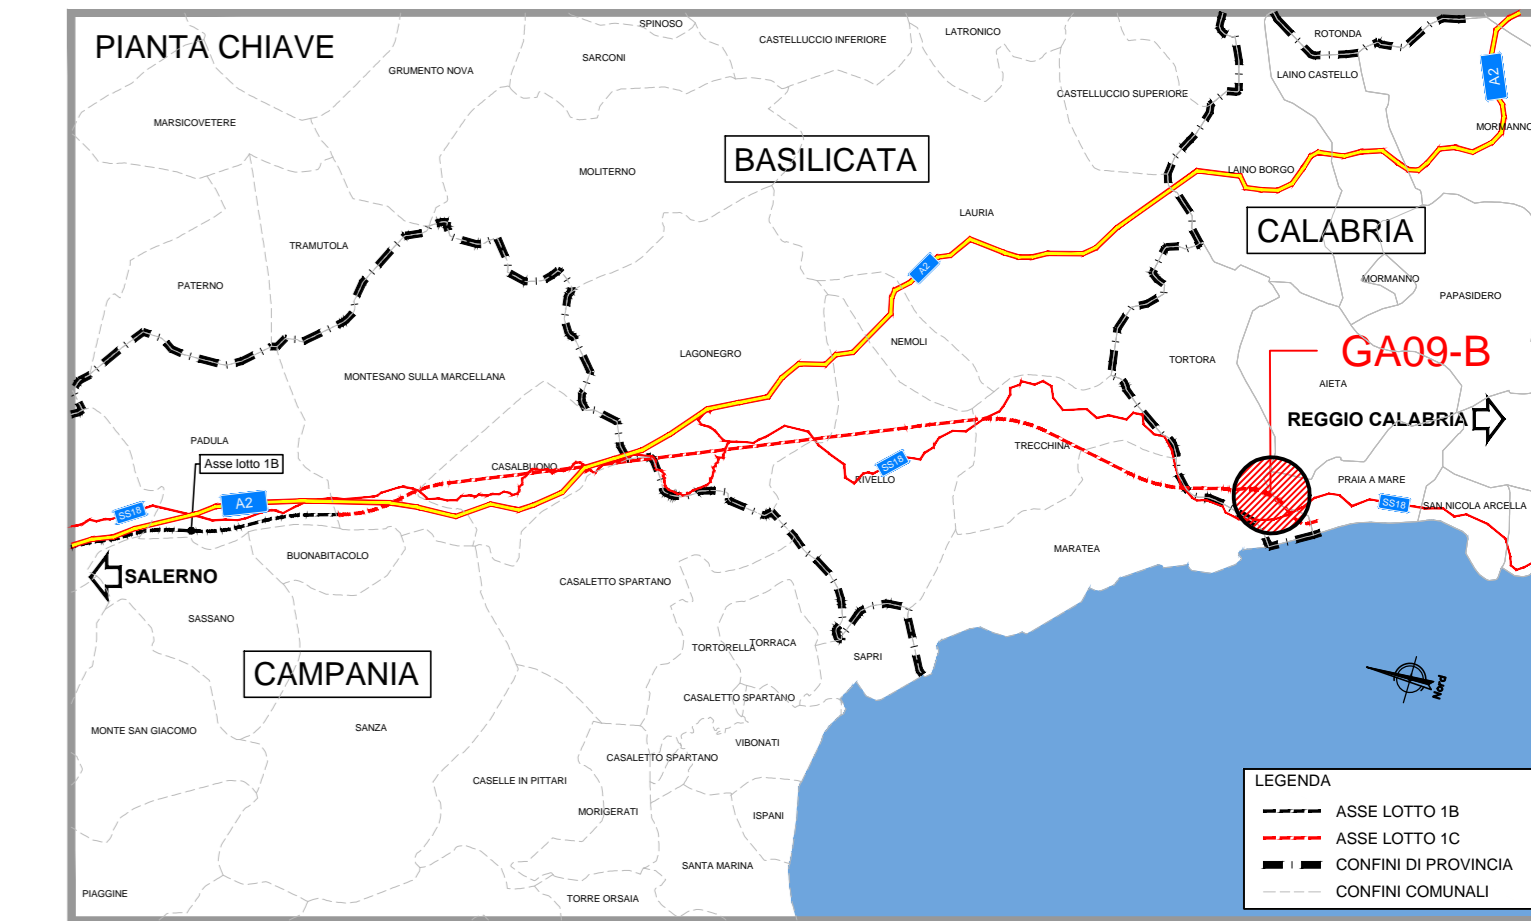 PIANTA CHIAVE
SPINOSO
SARCONI
CASTELLUCCIO INFERIORE
LATRONICO
ROTONDA
GRUMENTO NOVA
LAINO CASTELLO
A2
CASTELLUCCIO SUPERIORE
MARSICOVETERE
MORMANNO
BASILICATA
MOLITERNO
LAINO BORGO
LAURIA
CALABRIA
TRAMUTOLA
A2
MORMANNO
PATERNO
PAPASIDERO
NEMOLI
LAGONEGRO
TORTORA
GA09-B
MONTESANO SULLA MARCELLANA
AIETA
REGGIO CALABRIA
PADULA
TRECCHINA
Asse lotto 1B
CASALBUONO
SS18
RIVELLO
PRAIA A MARE
A2
SS18
SS18
SAN NICOLA ARCELLA
BUONABITACOLO
MARATEA
SALERNO
CASALETTO SPARTANO
SASSANO
TORTORELLA
TORRACA
SAPRI
CAMPANIA
Nord
CASALETTO SPARTANO
MONTE SAN GIACOMO
SANZA
VIBONATI
CASALETTO SPARTANO
CASELLE IN PITTARI
LEGENDA
MORIGERATI
ISPANI
ASSE LOTTO 1B
ASSE LOTTO 1C
SANTA MARINA
CONFINI DI PROVINCIA
PIAGGINE
TORRE ORSAIA
CONFINI COMUNALI